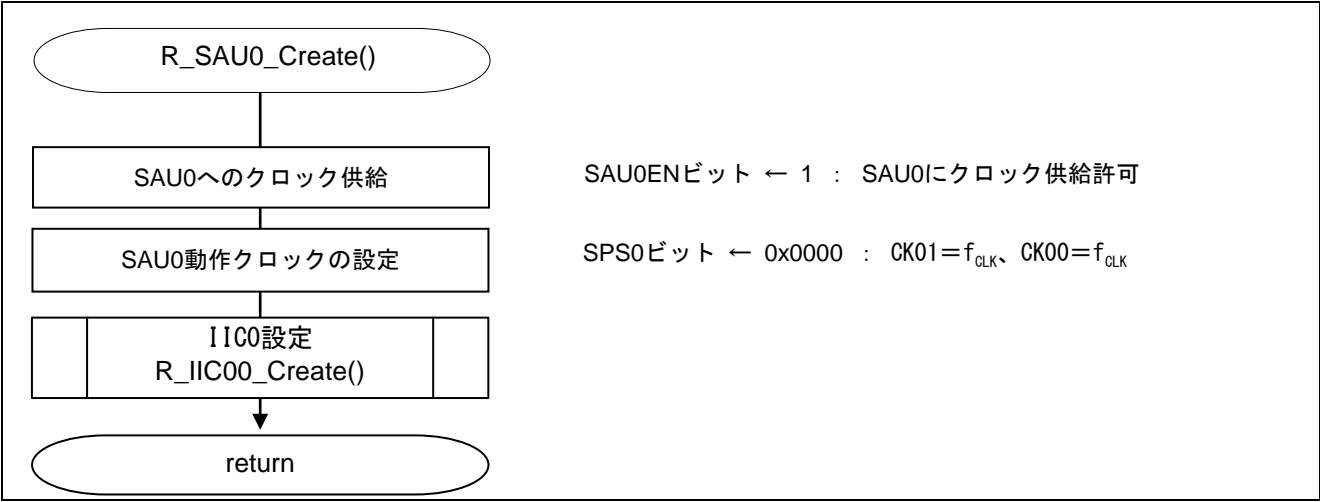 R_SAU0_Create()
SAU0へのクロック供給 SAU0ENビット ← 1 : SAU0にクロック供給許可
SAU0動作クロックの設定 SPS0ビット ← 0x0000 : CK01=fCLK、CK00=fCLK
IIC0設定
R_IIC00_Create()
return